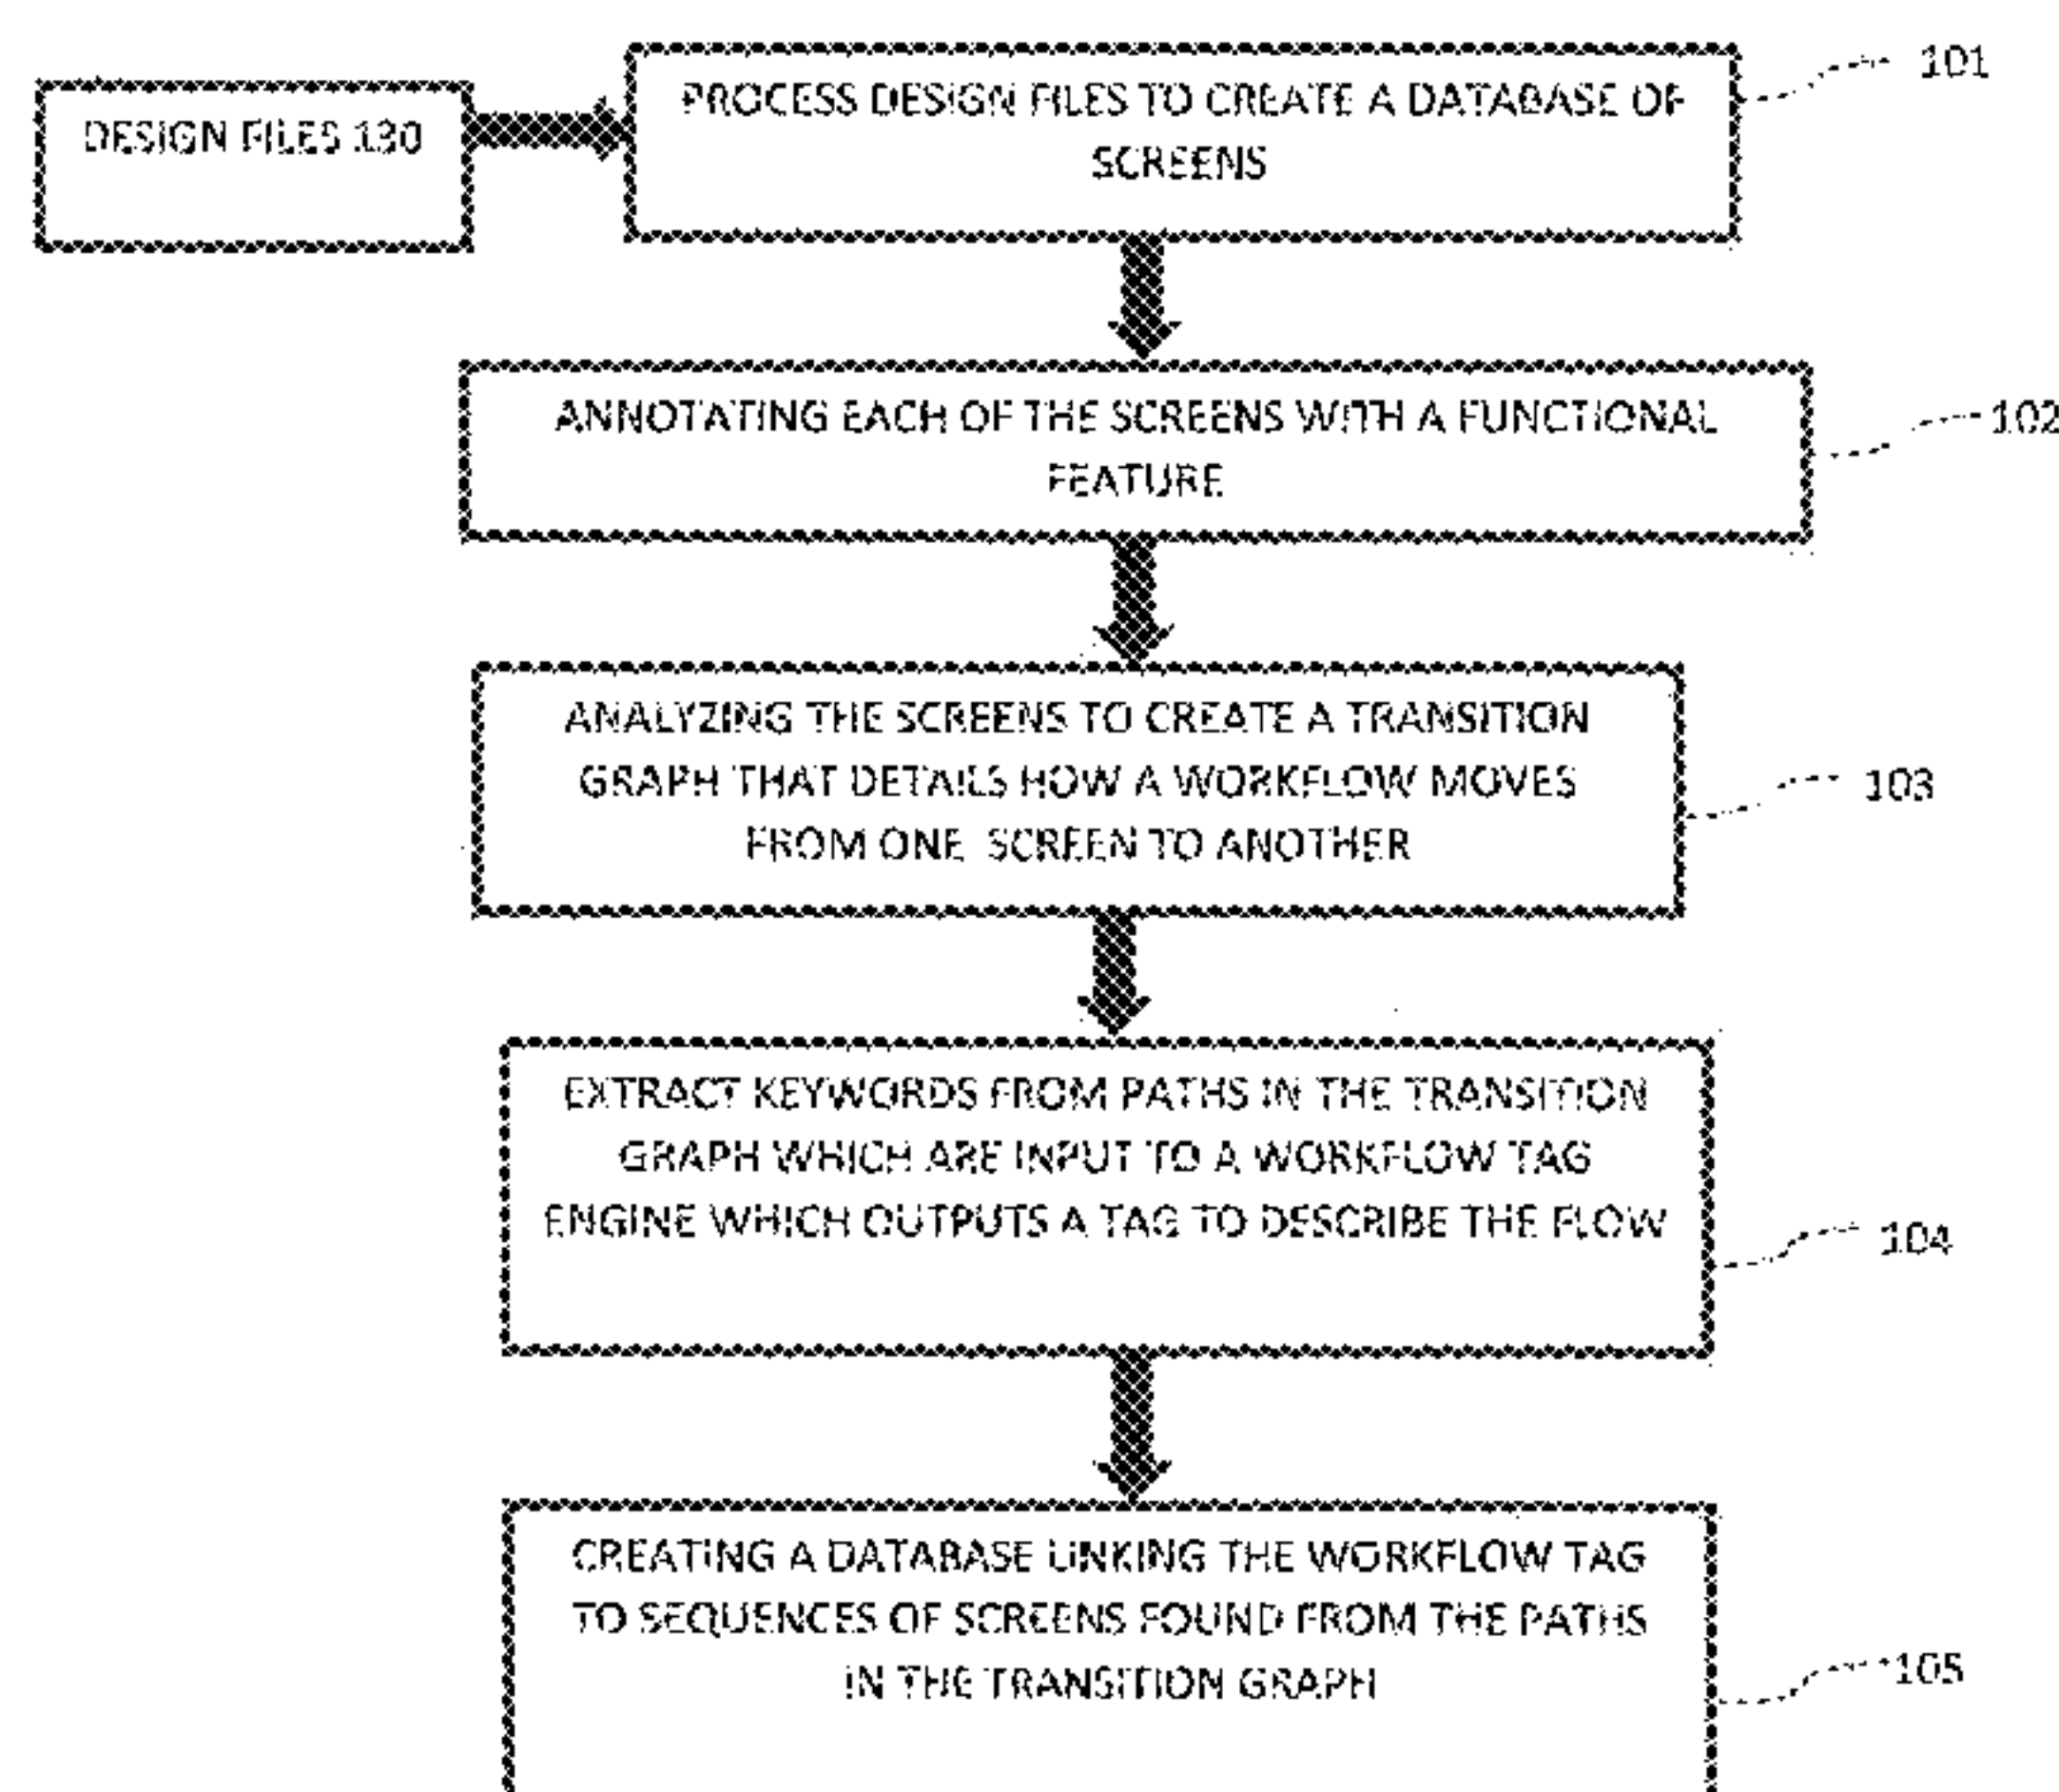 DESIGN FILES 130
PROCESS DESIGN FILES TO CREATE A DATABASE OF
SCREENS
101
ANNOTATING EACH OF THE SCREENS WITH A FUNCTIONAL
FEATURE
102
ANALYZING THE SCREENS TO CREATE A TRANSITION
GRAPH THAT DETAILS HOW A WORKFLOW MOVES
FROM ONE SCREEN TO ANOTHER
103
EXTRACT KEYWORDS FROM PATHS IN THE TRANSITION
GRAPH WHICH ARE INPUT TO A WORKFLOW TAG
ENGINE WHICH OUTPUTS A TAG TO DESCRIBE THE FLOW
104
CREATING A DATABASE LINKING THE WORKFLOW TAG
TO SEQUENCES OF SCREENS FOUND FROM THE PATHS
IN THE TRANSITION GRAPH
105